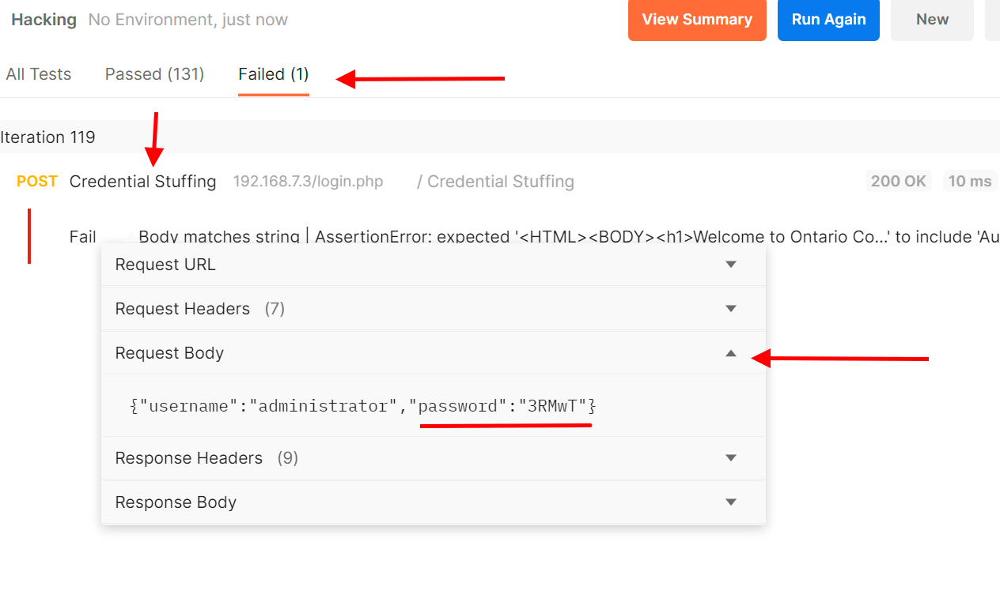 Hacking No Environment, just now View Summary Run Again New
All Tests Passed (131) Failed (1)
Iteration 119
POST Credential Stuffing 192.168.7.3/login.php / Credential Stuffing 200 OK 10 ms
Fail Body matches string | AssertionError: expected '<HTML><BODY><h1>Welcome to Ontario Co...' to include 'Au
Request URL
Request Headers (7)
Request Body
{"username":"administrator","password":"3RMwT"}
Response Headers (9)
Response Body